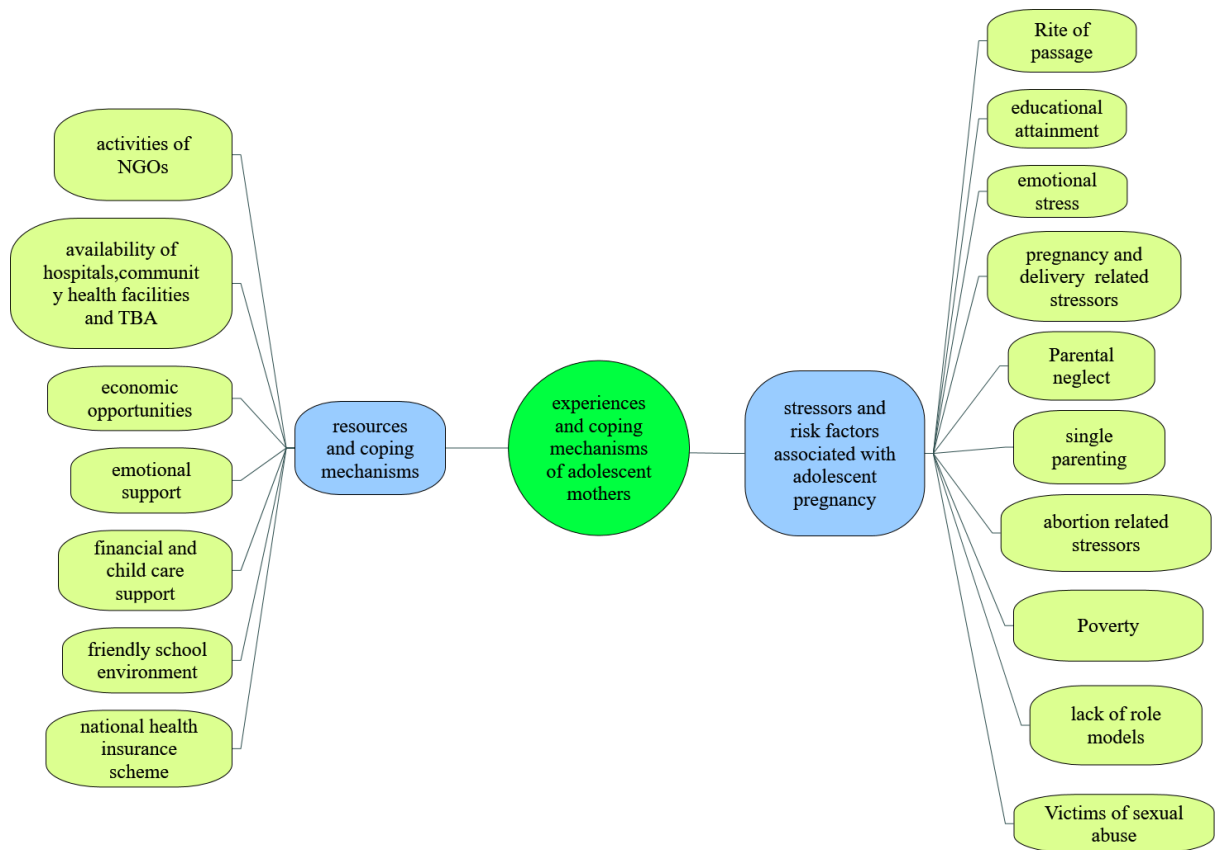 activities of
NGOs
availability of
hospitals,communit
y health facilities
and TBA
economic
opportunities
emotional
support
financial and
child care
support
friendly school
environment
national health
insurance
scheme
resources
and coping
mechanisms
experiences
and coping
mechanisms
of adolescent
mothers
stressors and
risk factors
associated with
adolescent
pregnancy
Rite of
passage
educational
attainment
emotional
stress
pregnancy and
delivery related
stressors
Parental
neglect
single
parenting
abortion related
stressors
Poverty
lack of role
models
Victims of sexual
abuse